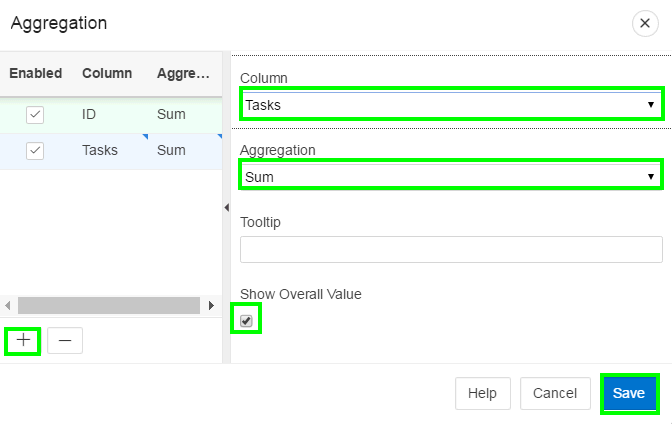 Aggregation
Enabled Column Aggre...
ID Sum
Tasks Sum
Column
Tasks
Aggregation
Sum
Tooltip
Show Overall Value
Help Cancel Save